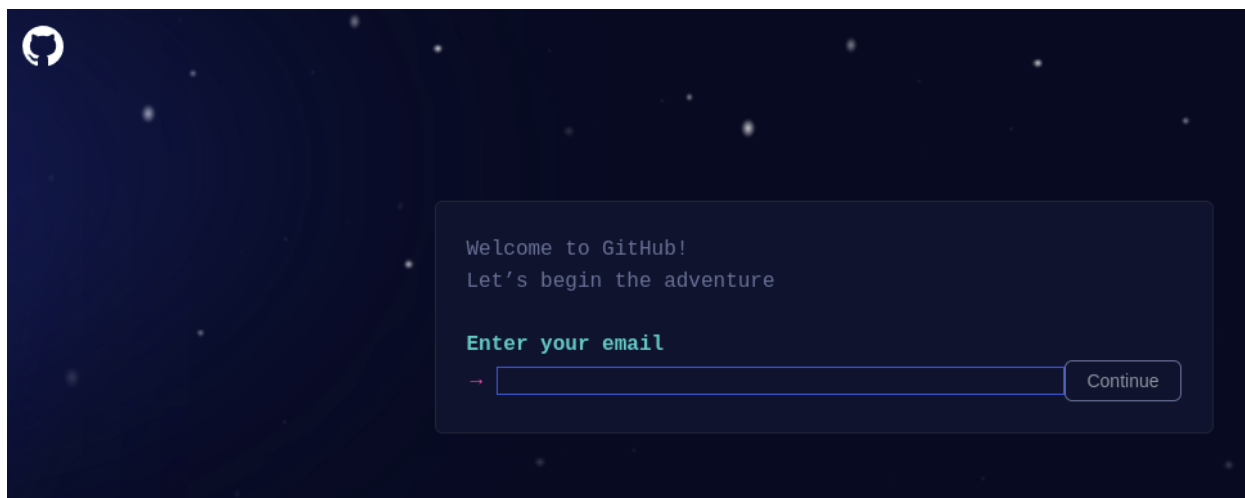 Welcome to GitHub!
Let’s begin the adventure
Enter your email
→
Continue